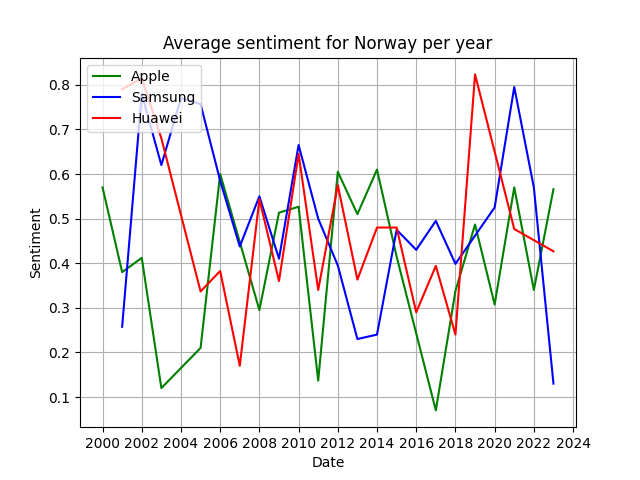 Average sentiment for Norway per year
Apple
Samsung
Huawei
Sentiment
0.8
0.7
0.6
0.5
0.4
0.3
0.2
0.1
2000 2002 2004 2006 2008 2010 2012 2014 2016 2018 2020 2022 2024
Date